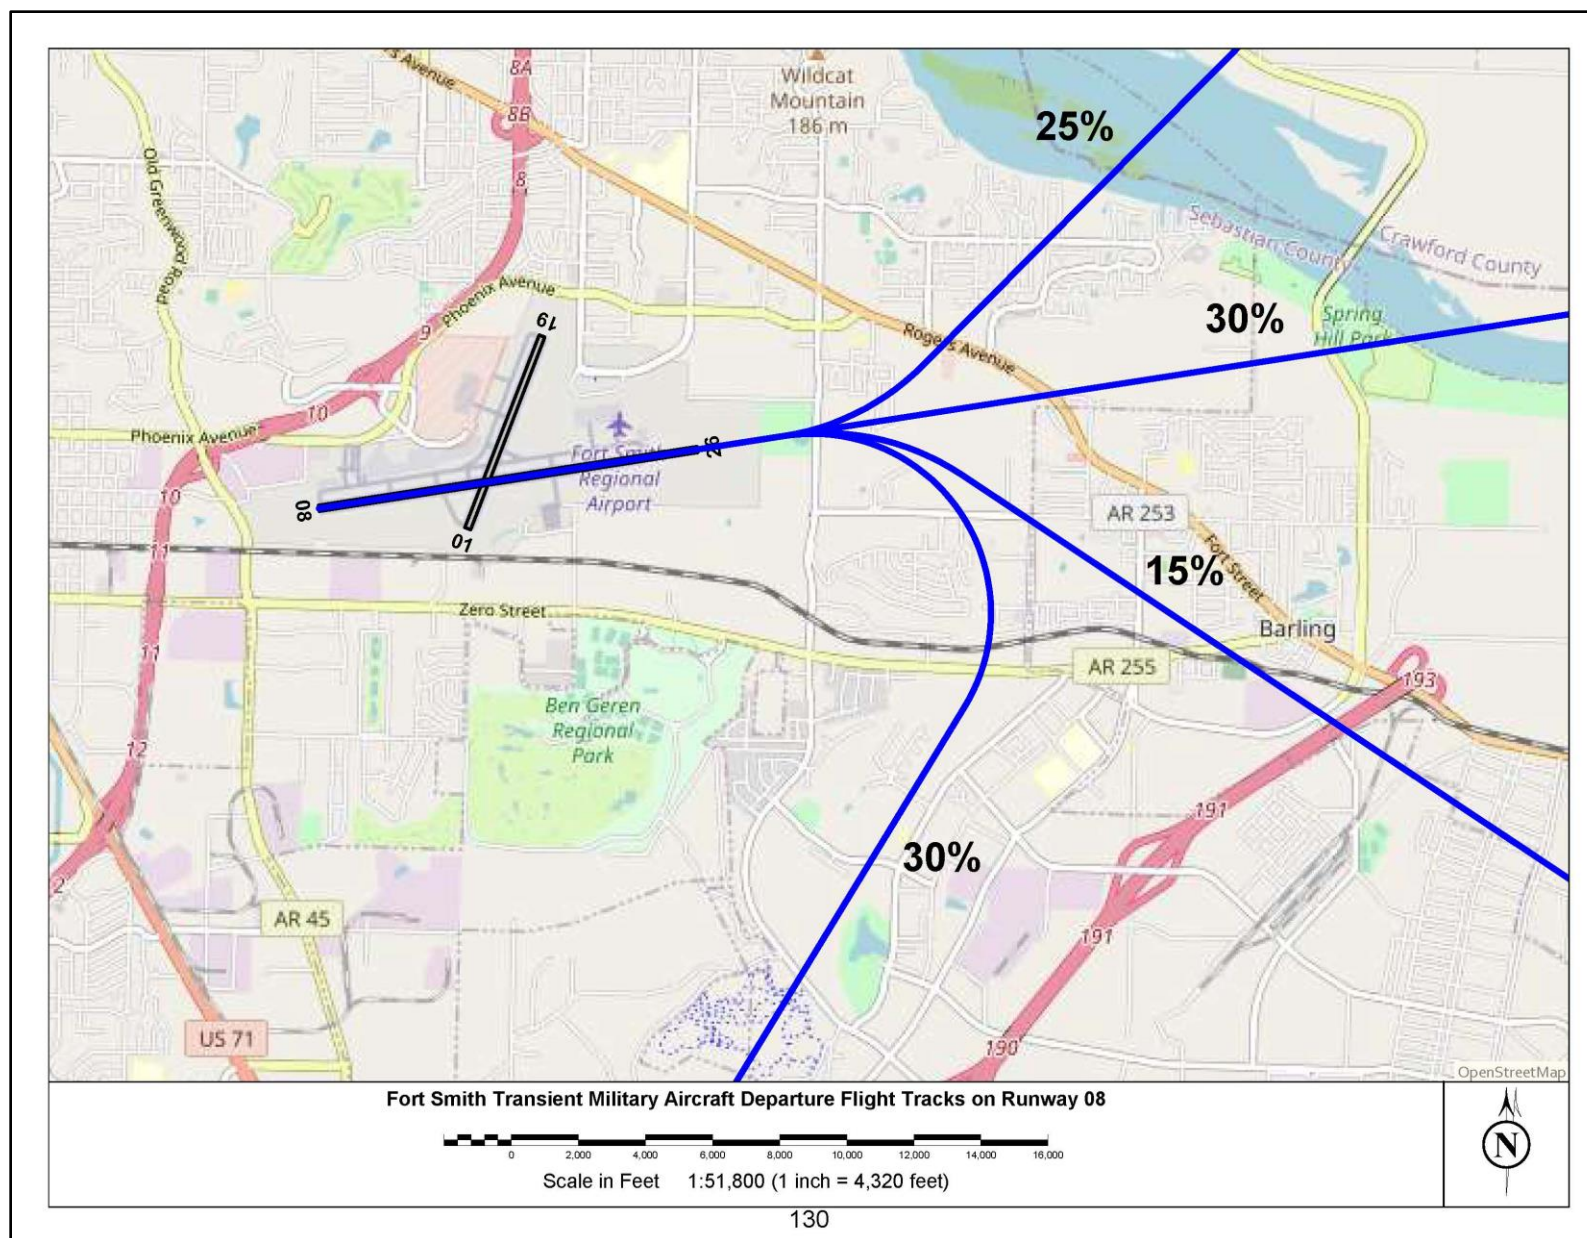 8A
s Avenue
Wildcat
Mountain
186 m
8B
25%
8
Old Greenwood Road
Sebastian County
Crawford County
Phoenix Avenue
9
19
30%
Spring
Hill Park
Rogers Avenue
10
Phoenix Avenue
26
Fort Smith
Regional
Airport
10
08
01
AR 253
11
Fort Street
15%
Zero Street
Barling
11
AR 255
193
Ben Geren
Regional
Park
12
191
30%
2
AR 45
191
US 71
190
OpenStreetMap
Fort Smith Transient Military Aircraft Departure Flight Tracks on Runway 08
0 2,000 4,000 6,000 8,000 10,000 12,000 14,000 16,000
Scale in Feet 1:51,800 (1 inch = 4,320 feet)
N
130